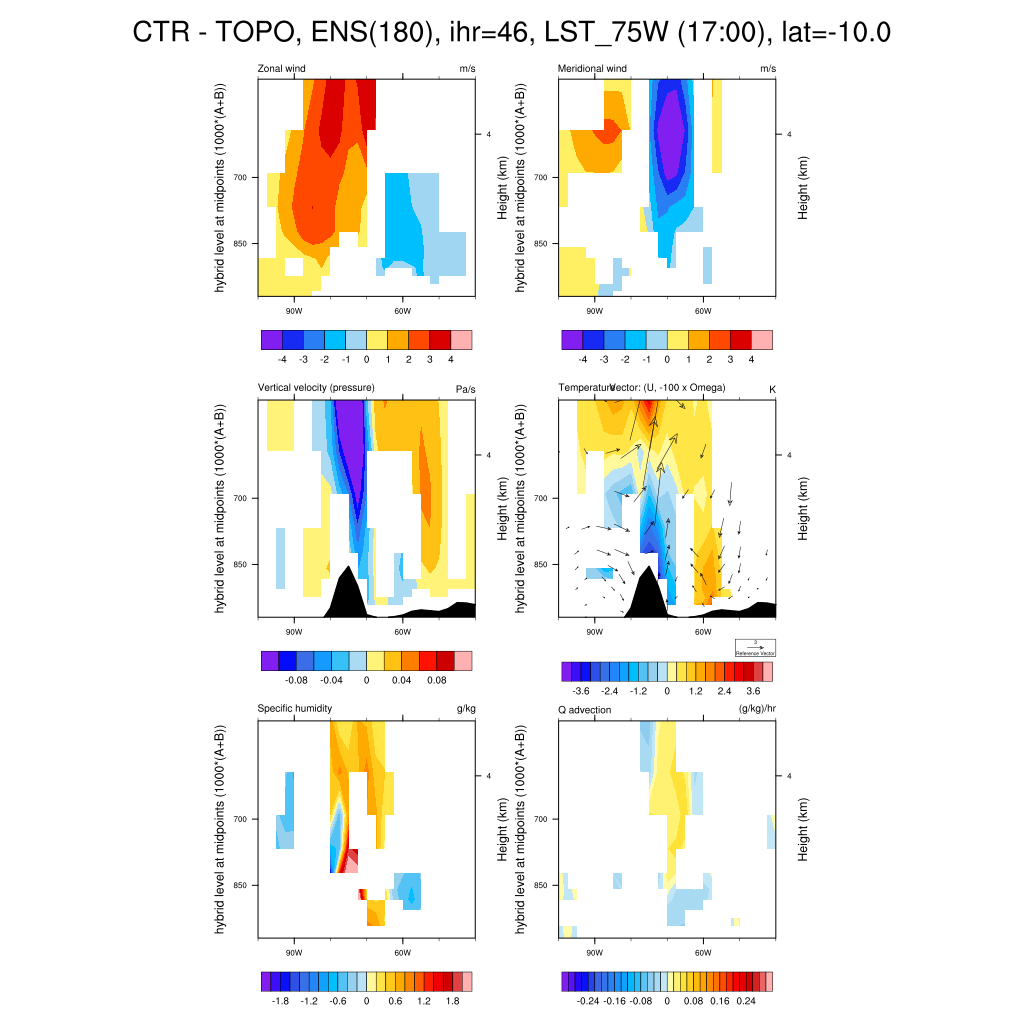 CTR - TOPO, ENS(180), ihr=46, LST_75W (17:00), lat=-10.0
Zonal wind m/s
hybrid level at midpoints (1000*(A+B))
700
850
4
Height (km)
90W 60W
-4 -3 -2 -1 0 1 2 3 4
Meridional wind m/s
hybrid level at midpoints (1000*(A+B))
700
850
4
Height (km)
90W 60W
-4 -3 -2 -1 0 1 2 3 4
Vertical velocity (pressure) Pa/s
hybrid level at midpoints (1000*(A+B))
700
850
4
Height (km)
90W 60W
-0.08 -0.04 0 0.04 0.08
Temperature Vector: (U, -100 x Omega) K
hybrid level at midpoints (1000*(A+B))
700
850
4
Height (km)
90W 60W
3
Reference Vector
-3.6 -2.4 -1.2 0 1.2 2.4 3.6
Specific humidity g/kg
hybrid level at midpoints (1000*(A+B))
700
850
4
Height (km)
90W 60W
-1.8 -1.2 -0.6 0 0.6 1.2 1.8
Q advection (g/kg)/hr
hybrid level at midpoints (1000*(A+B))
700
850
4
Height (km)
90W 60W
-0.24 -0.16 -0.08 0 0.08 0.16 0.24